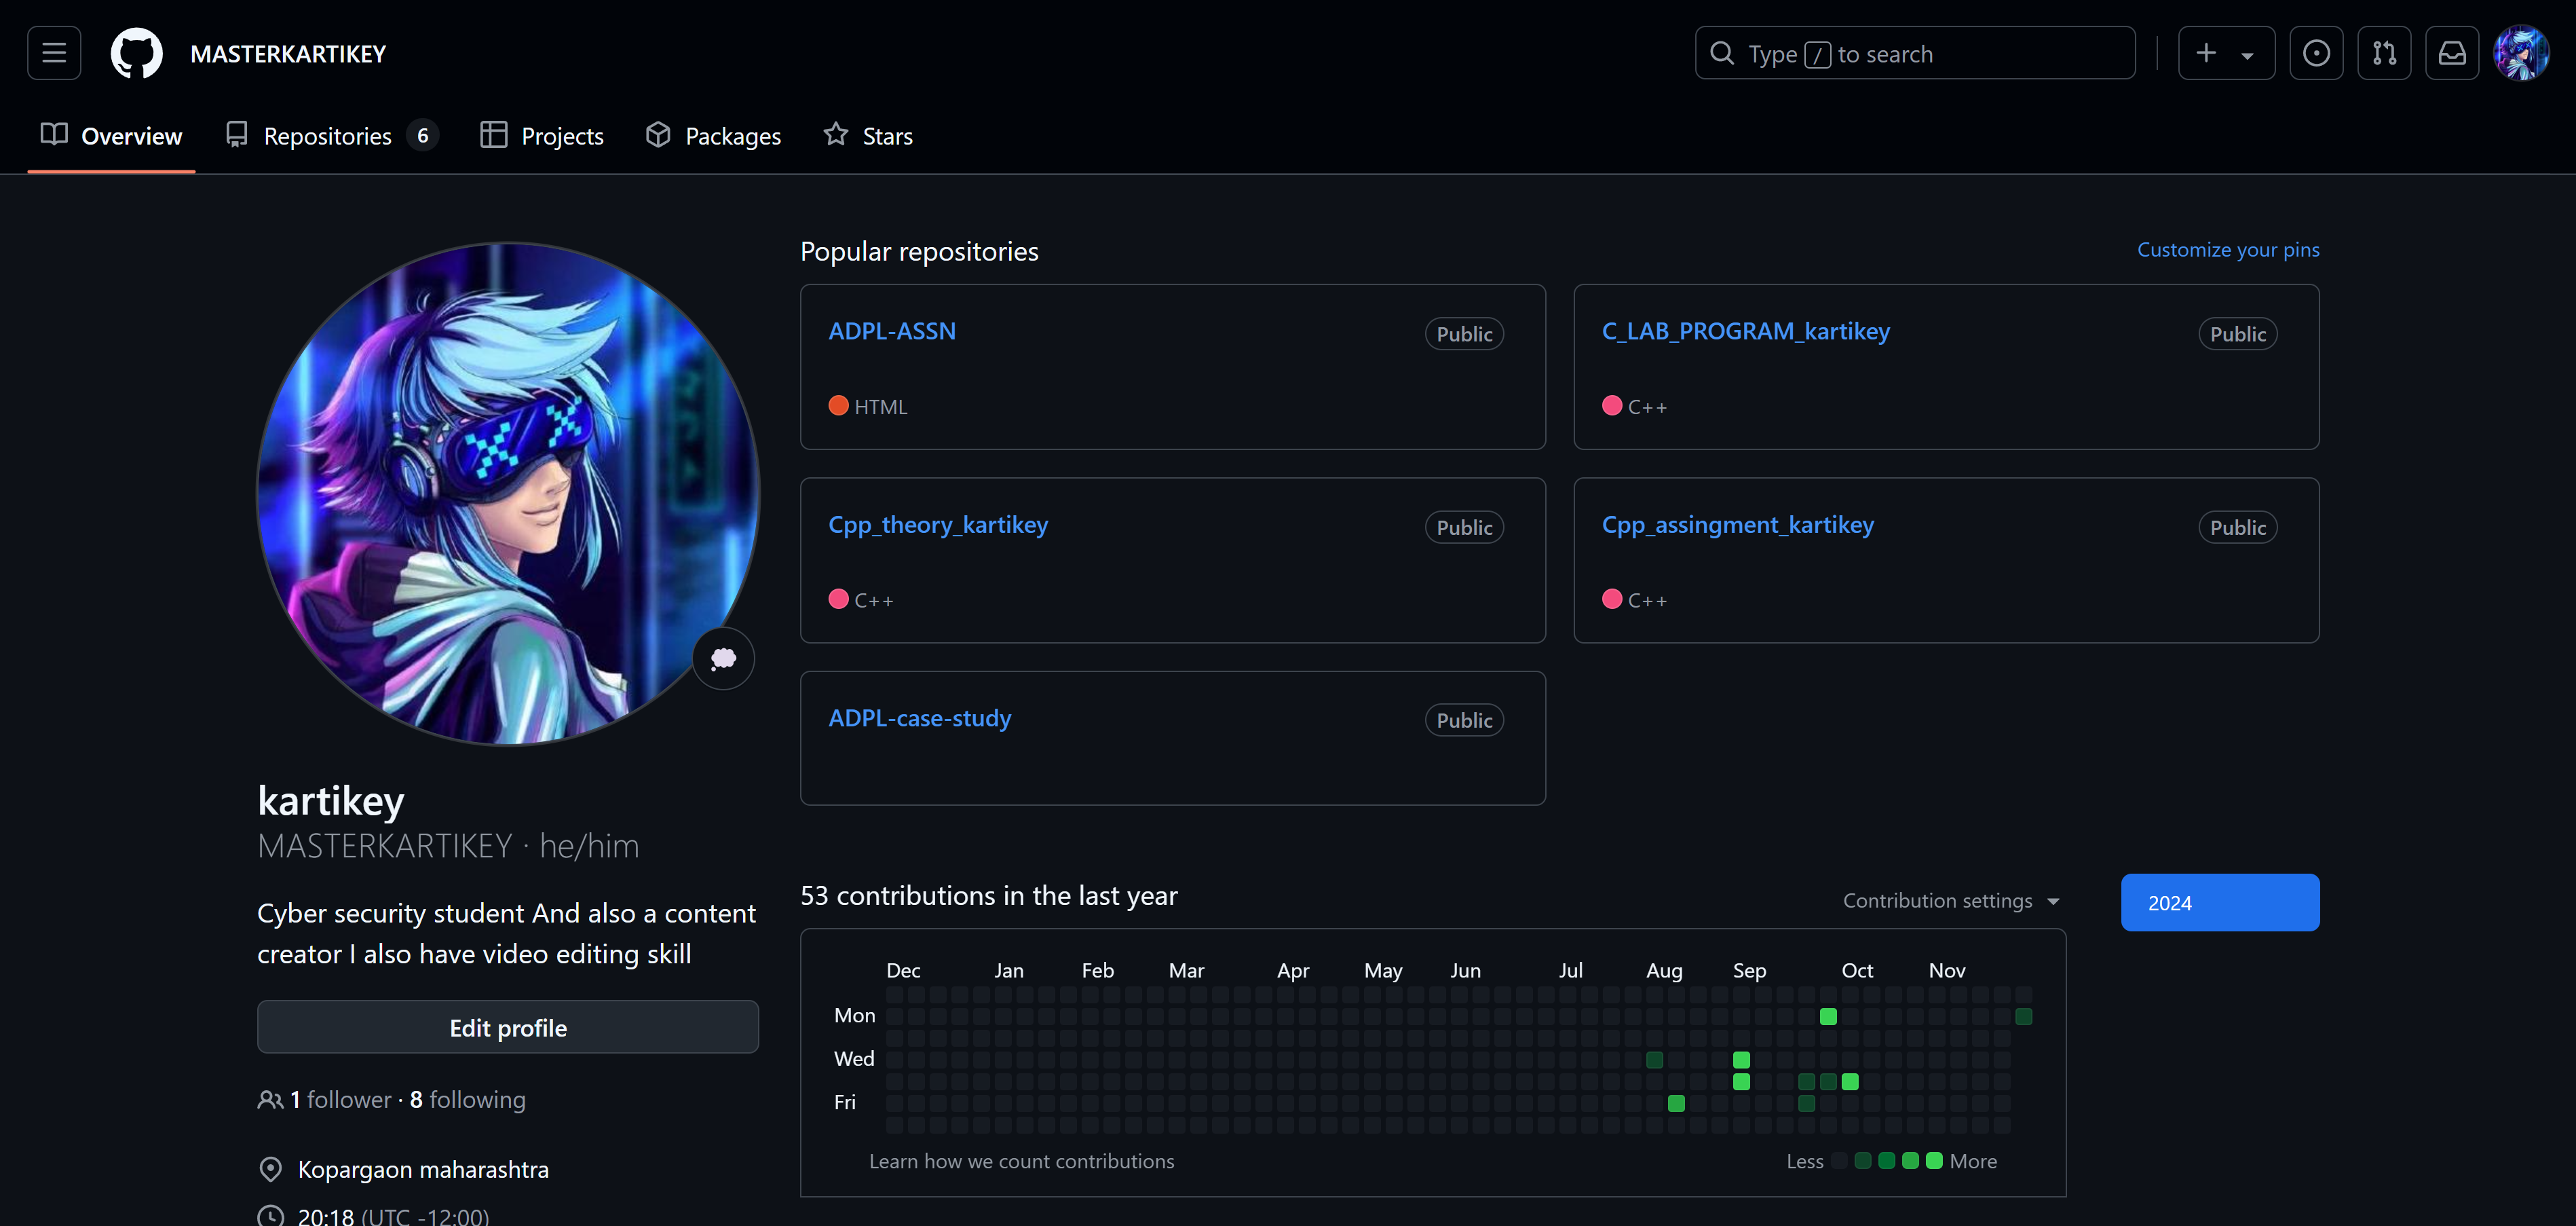 MASTERKARTIKEY
Type / to search
Overview
Repositories 6
Projects
Packages
Stars
kartikey
MASTERKARTIKEY · he/him
Cyber security student And also a content
creator I also have video editing skill
Edit profile
1 follower · 8 following
Kopargaon maharashtra
20:18 (UTC -12:00)
Popular repositories
Customize your pins
ADPL-ASSN
Public
HTML
C_LAB_PROGRAM_kartikey
Public
C++
Cpp_theory_kartikey
Public
C++
Cpp_assingment_kartikey
Public
C++
ADPL-case-study
Public
53 contributions in the last year
Contribution settings
2024
Dec Jan Feb Mar Apr May Jun Jul Aug Sep Oct Nov
Mon
Wed
Fri
Learn how we count contributions
Less
More